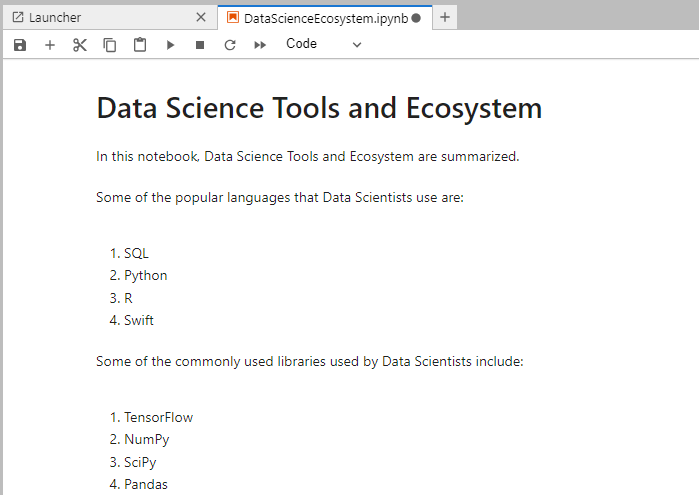 Launcher
DataScienceEcosystem.ipynb
Code
Data Science Tools and Ecosystem
In this notebook, Data Science Tools and Ecosystem are summarized.
Some of the popular languages that Data Scientists use are:
1. SQL
2. Python
3. R
4. Swift
Some of the commonly used libraries used by Data Scientists include:
1. TensorFlow
2. NumPy
3. SciPy
4. Pandas